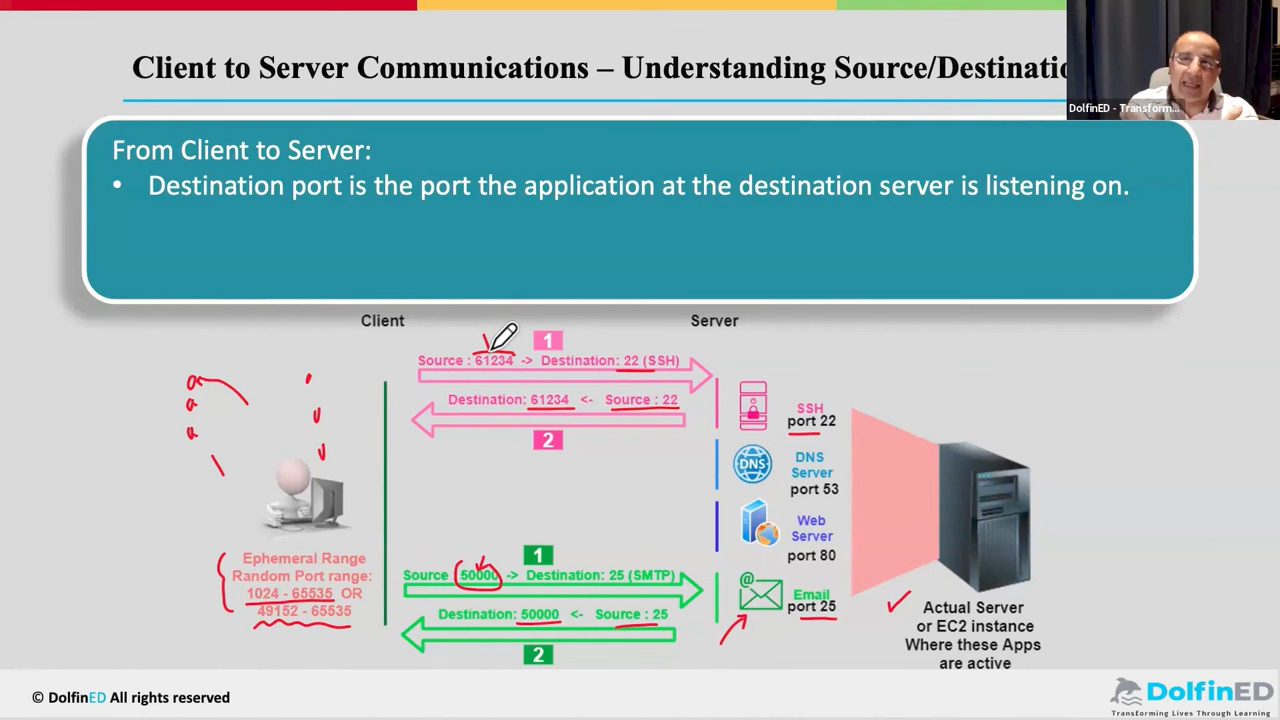 Client to Server Communications – Understanding Source/Destinatio
DolfinED - Transform...
From Client to Server:
• Destination port is the port the application at the destination server is listening on.
Client
Server
1
Source : 61234 -> Destination: 22 (SSH)
Destination: 61234 <- Source : 22
2
SSH
port 22
DNS
DNS
Server
port 53
Web
Server
port 80
Ephemeral Range
Random Port range:
1024 - 65535 OR
49152 - 65535
1
Source : 50000 -> Destination: 25 (SMTP)
Destination: 50000 <- Source : 25
2
@
Email
port 25
Actual Server
or EC2 instance
Where these Apps
are active
© DolfinED All rights reserved
DolfinED
Transforming Lives Through Learning